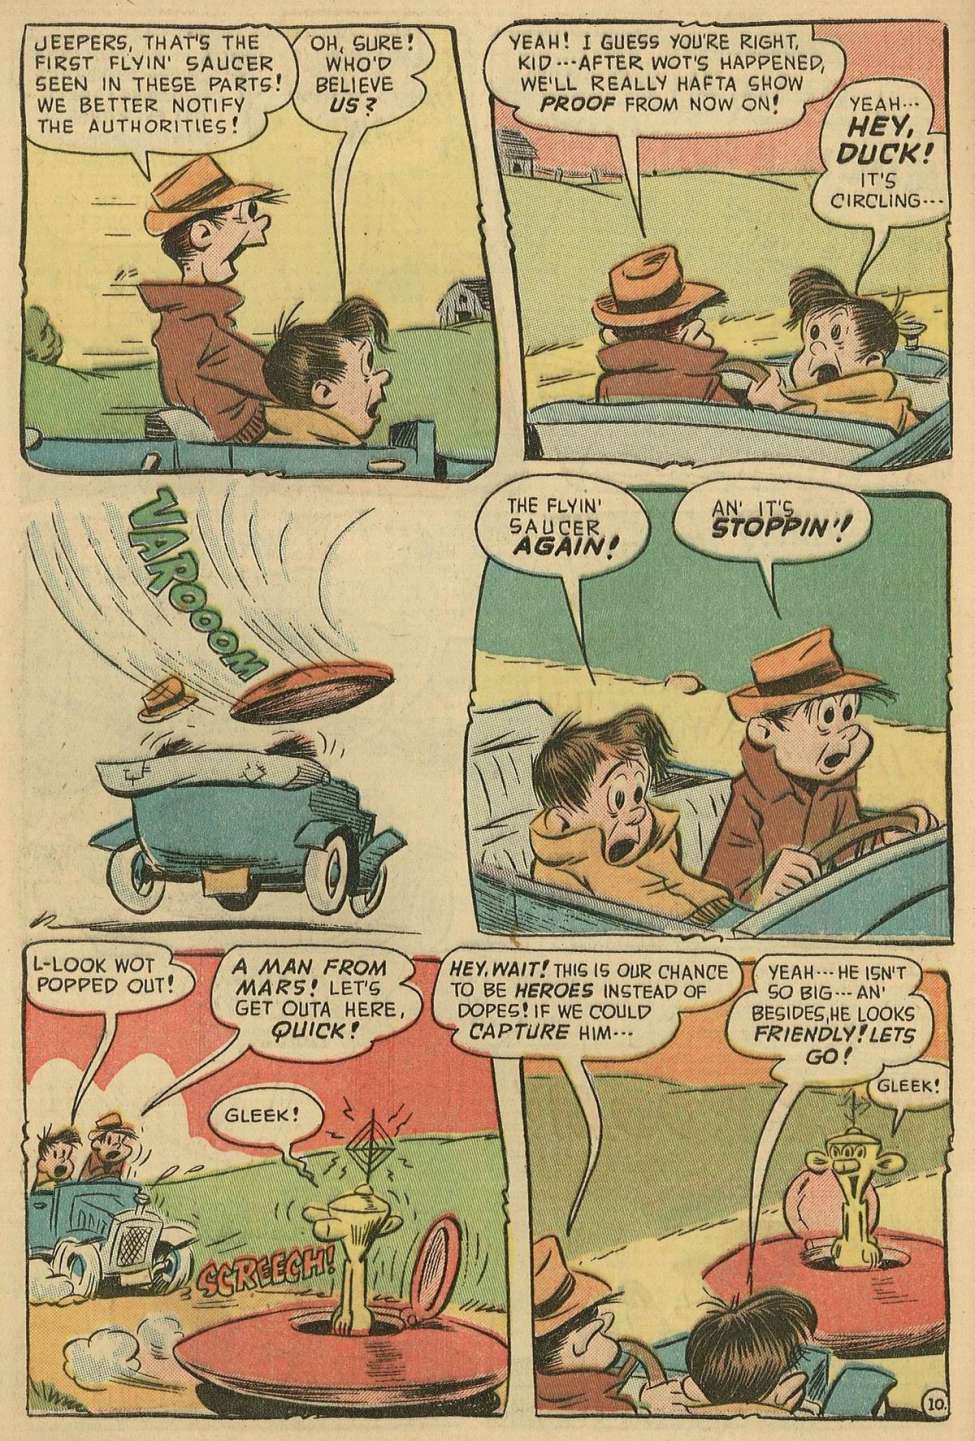 JEEPERS, THAT'S THE
FIRST FLYIN' SAUCER
SEEN IN THESE PARTS!
WE BETTER NOTIFY
THE AUTHORITIES!
OH, SURE!
WHO'D
BELIEVE
US?
YEAH! I GUESS YOU'RE RIGHT,
KID---AFTER WOT'S HAPPENED,
WE'LL REALLY HAFTA SHOW
PROOF FROM NOW ON!
YEAH---
HEY,
DUCK!
IT'S
CIRCLING---
VAROOOM
THE FLYIN'
SAUCER
AGAIN!
AN' IT'S
STOPPIN'!
L-LOOK WOT
POPPED OUT!
A MAN FROM
MARS! LET'S
GET OUTA HERE,
QUICK!
GLEEK!
SCREECH!
HEY, WAIT! THIS IS OUR CHANCE
TO BE HEROES INSTEAD OF
DOPES! IF WE COULD
CAPTURE HIM---
YEAH---HE ISN'T
SO BIG---AN'
BESIDES, HE LOOKS
FRIENDLY! LETS
GO!
GLEEK!
10.